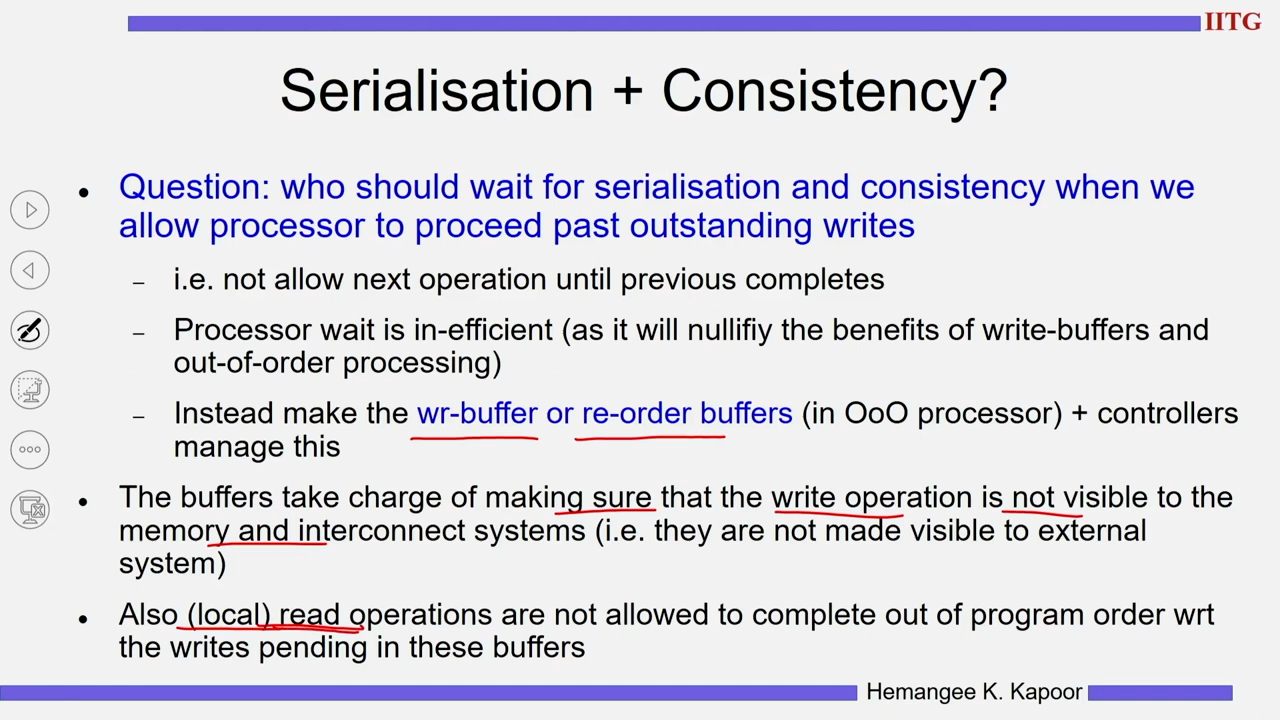 IITG
Serialisation + Consistency?
• Question: who should wait for serialisation and consistency when we
allow processor to proceed past outstanding writes
– i.e. not allow next operation until previous completes
– Processor wait is in-efficient (as it will nullifiy the benefits of write-buffers and
out-of-order processing)
– Instead make the wr-buffer or re-order buffers (in OoO processor) + controllers
manage this
• The buffers take charge of making sure that the write operation is not visible to the
memory and interconnect systems (i.e. they are not made visible to external
system)
• Also (local) read operations are not allowed to complete out of program order wrt
the writes pending in these buffers
Hemangee K. Kapoor